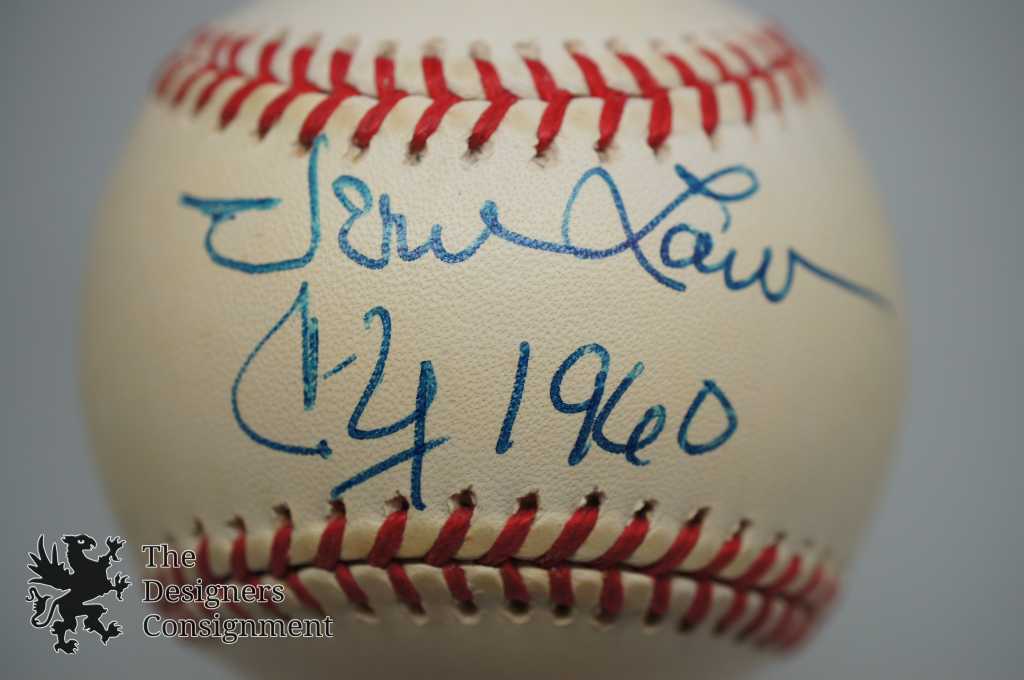 Vern Law
Cy 1960
The
Designers
Consignment